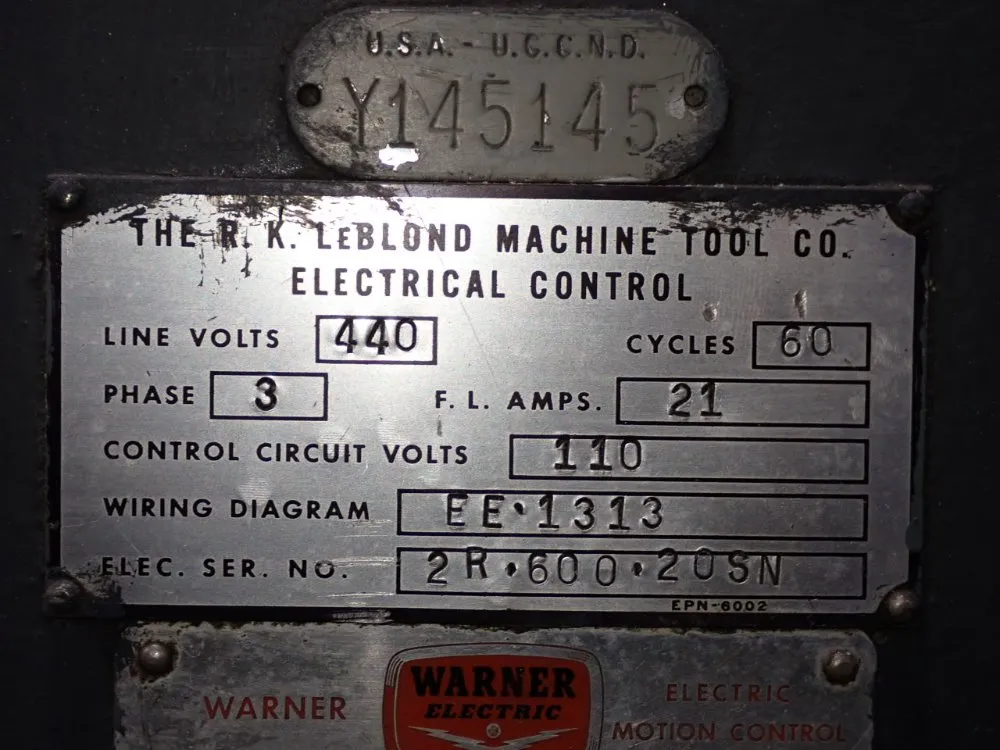 U.S.A. - U.C.C.N.D.
Y145145
THE R. K. LEBLOND MACHINE TOOL CO.
ELECTRICAL CONTROL
LINE VOLTS 440 CYCLES 60
PHASE 3 F. L. AMPS. 21
CONTROL CIRCUIT VOLTS 110
WIRING DIAGRAM EE·1313
ELEC. SER. NO. 2R·600·20SN
EPN-6002
WARNER
WARNER
ELECTRIC
ELECTRIC
MOTION CONTROL